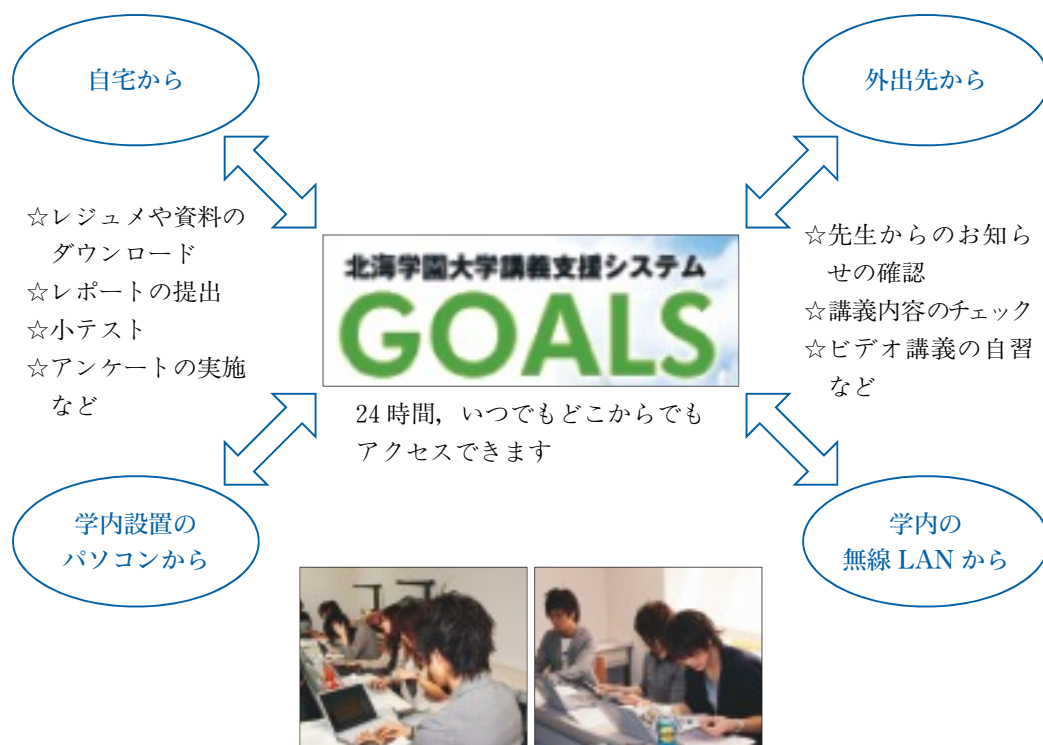 自宅から
外出先から
☆レジュメや資料の
ダウンロード
☆レポートの提出
☆小テスト
☆アンケートの実施
など
北海学園大学講義支援システム
GOALS
24時間，いつでもどこからでも
アクセスできます
☆先生からのお知ら
せの確認
☆講義内容のチェック
☆ビデオ講義の自習
など
学内設置の
パソコンから
学内の
無線 LAN から